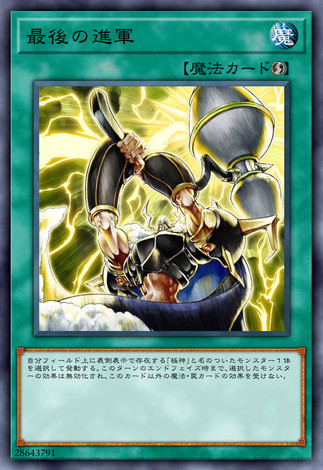 最後の進軍
魔
【魔法カード】
自分フィールド上に表側表示で存在する「極神」と名のついたモンスター１体
を選択して発動する。このターンのエンドフェイズ時まで、選択したモンス
ターの効果は無効化され、このカード以外の魔法・罠カードの効果を受けない。
28643791